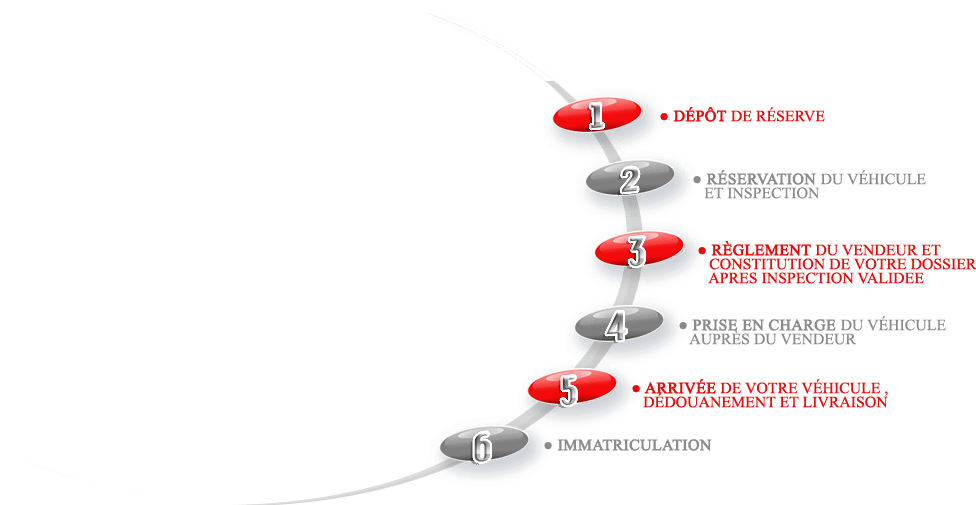 1
• DÉPÔT DE RÉSERVE
2
• RÉSERVATION DU VÉHICULE
ET INSPECTION
3
• RÈGLEMENT DU VENDEUR ET
CONSTITUTION DE VOTRE DOSSIER
APRES INSPECTION VALIDEE
4
• PRISE EN CHARGE DU VÉHICULE
AUPRÈS DU VENDEUR
5
• ARRIVÉE DE VOTRE VÉHICULE ,
DÉDOUANEMENT ET LIVRAISON
6
• IMMATRICULATION